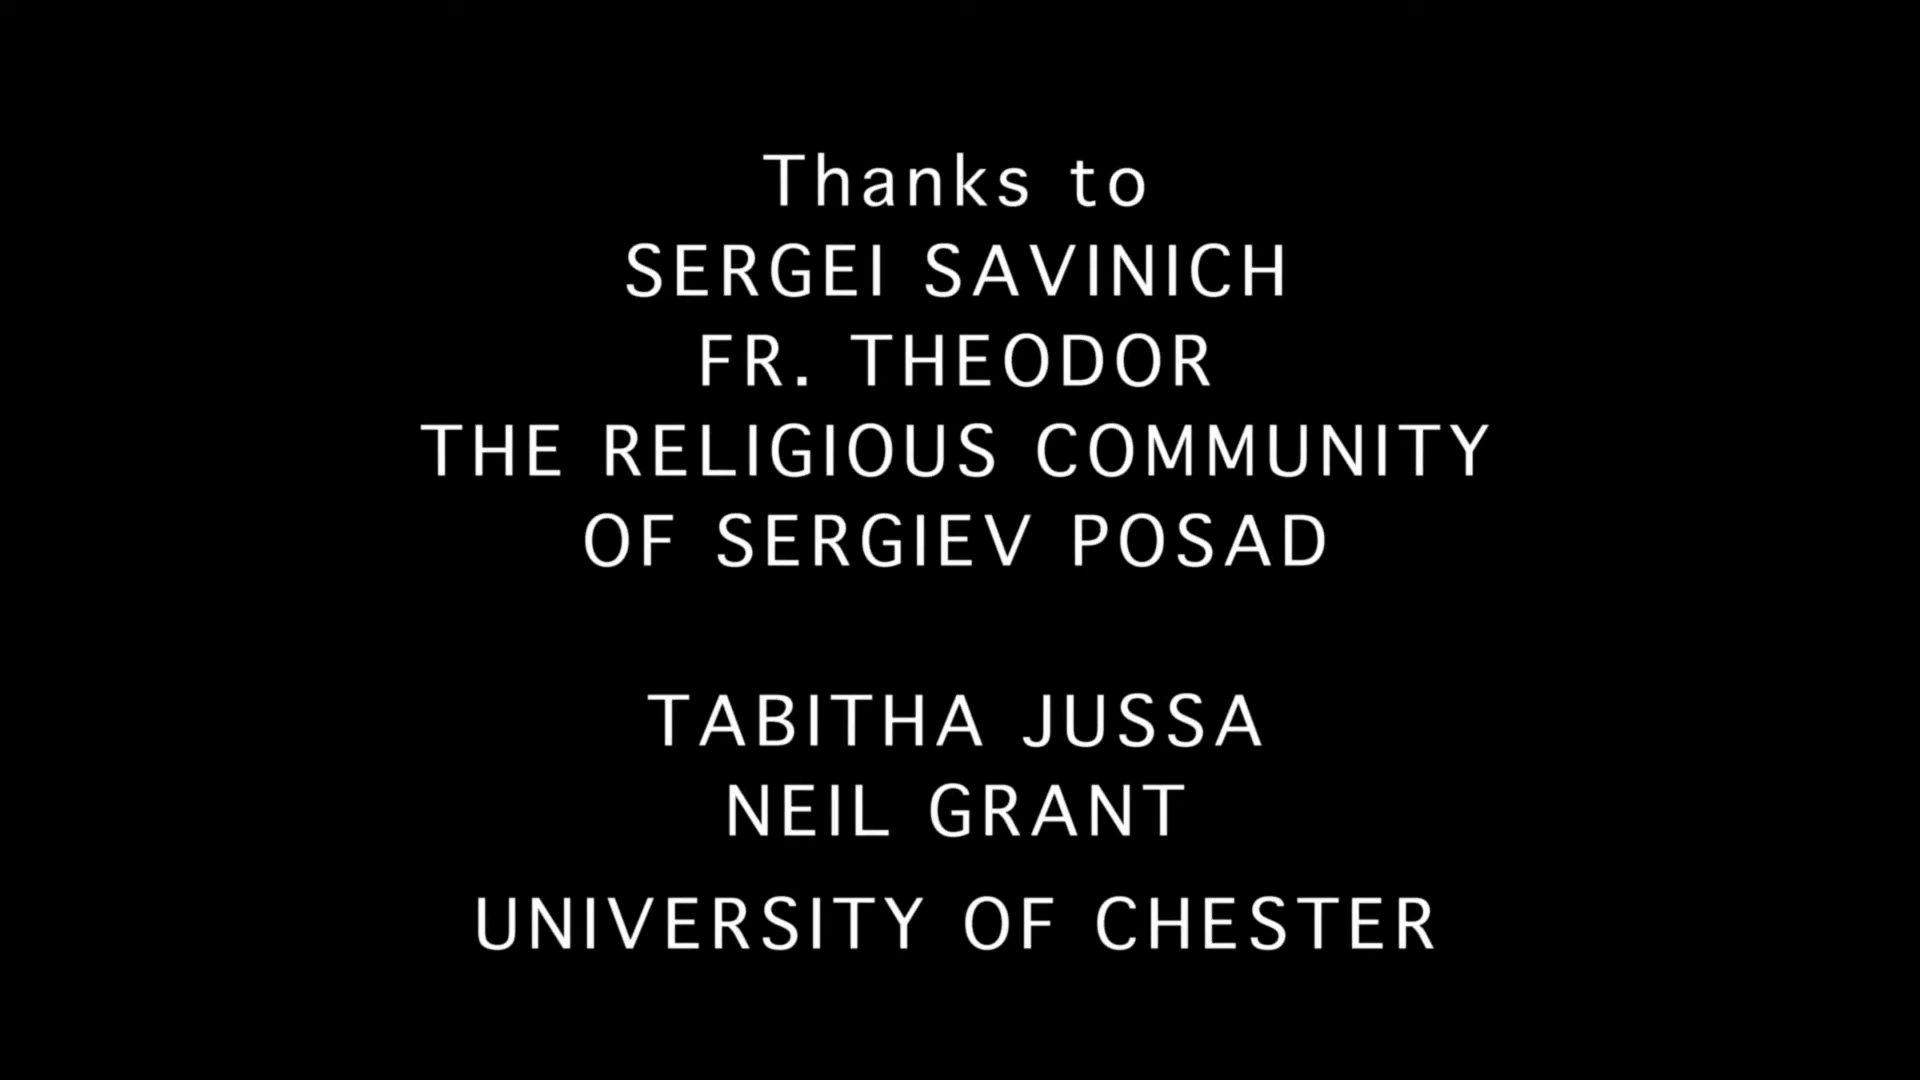 Thanks to
SERGEI SAVINICH
FR. THEODOR
THE RELIGIOUS COMMUNITY
OF SERGIEV POSAD
TABITHA JUSSA
NEIL GRANT
UNIVERSITY OF CHESTER